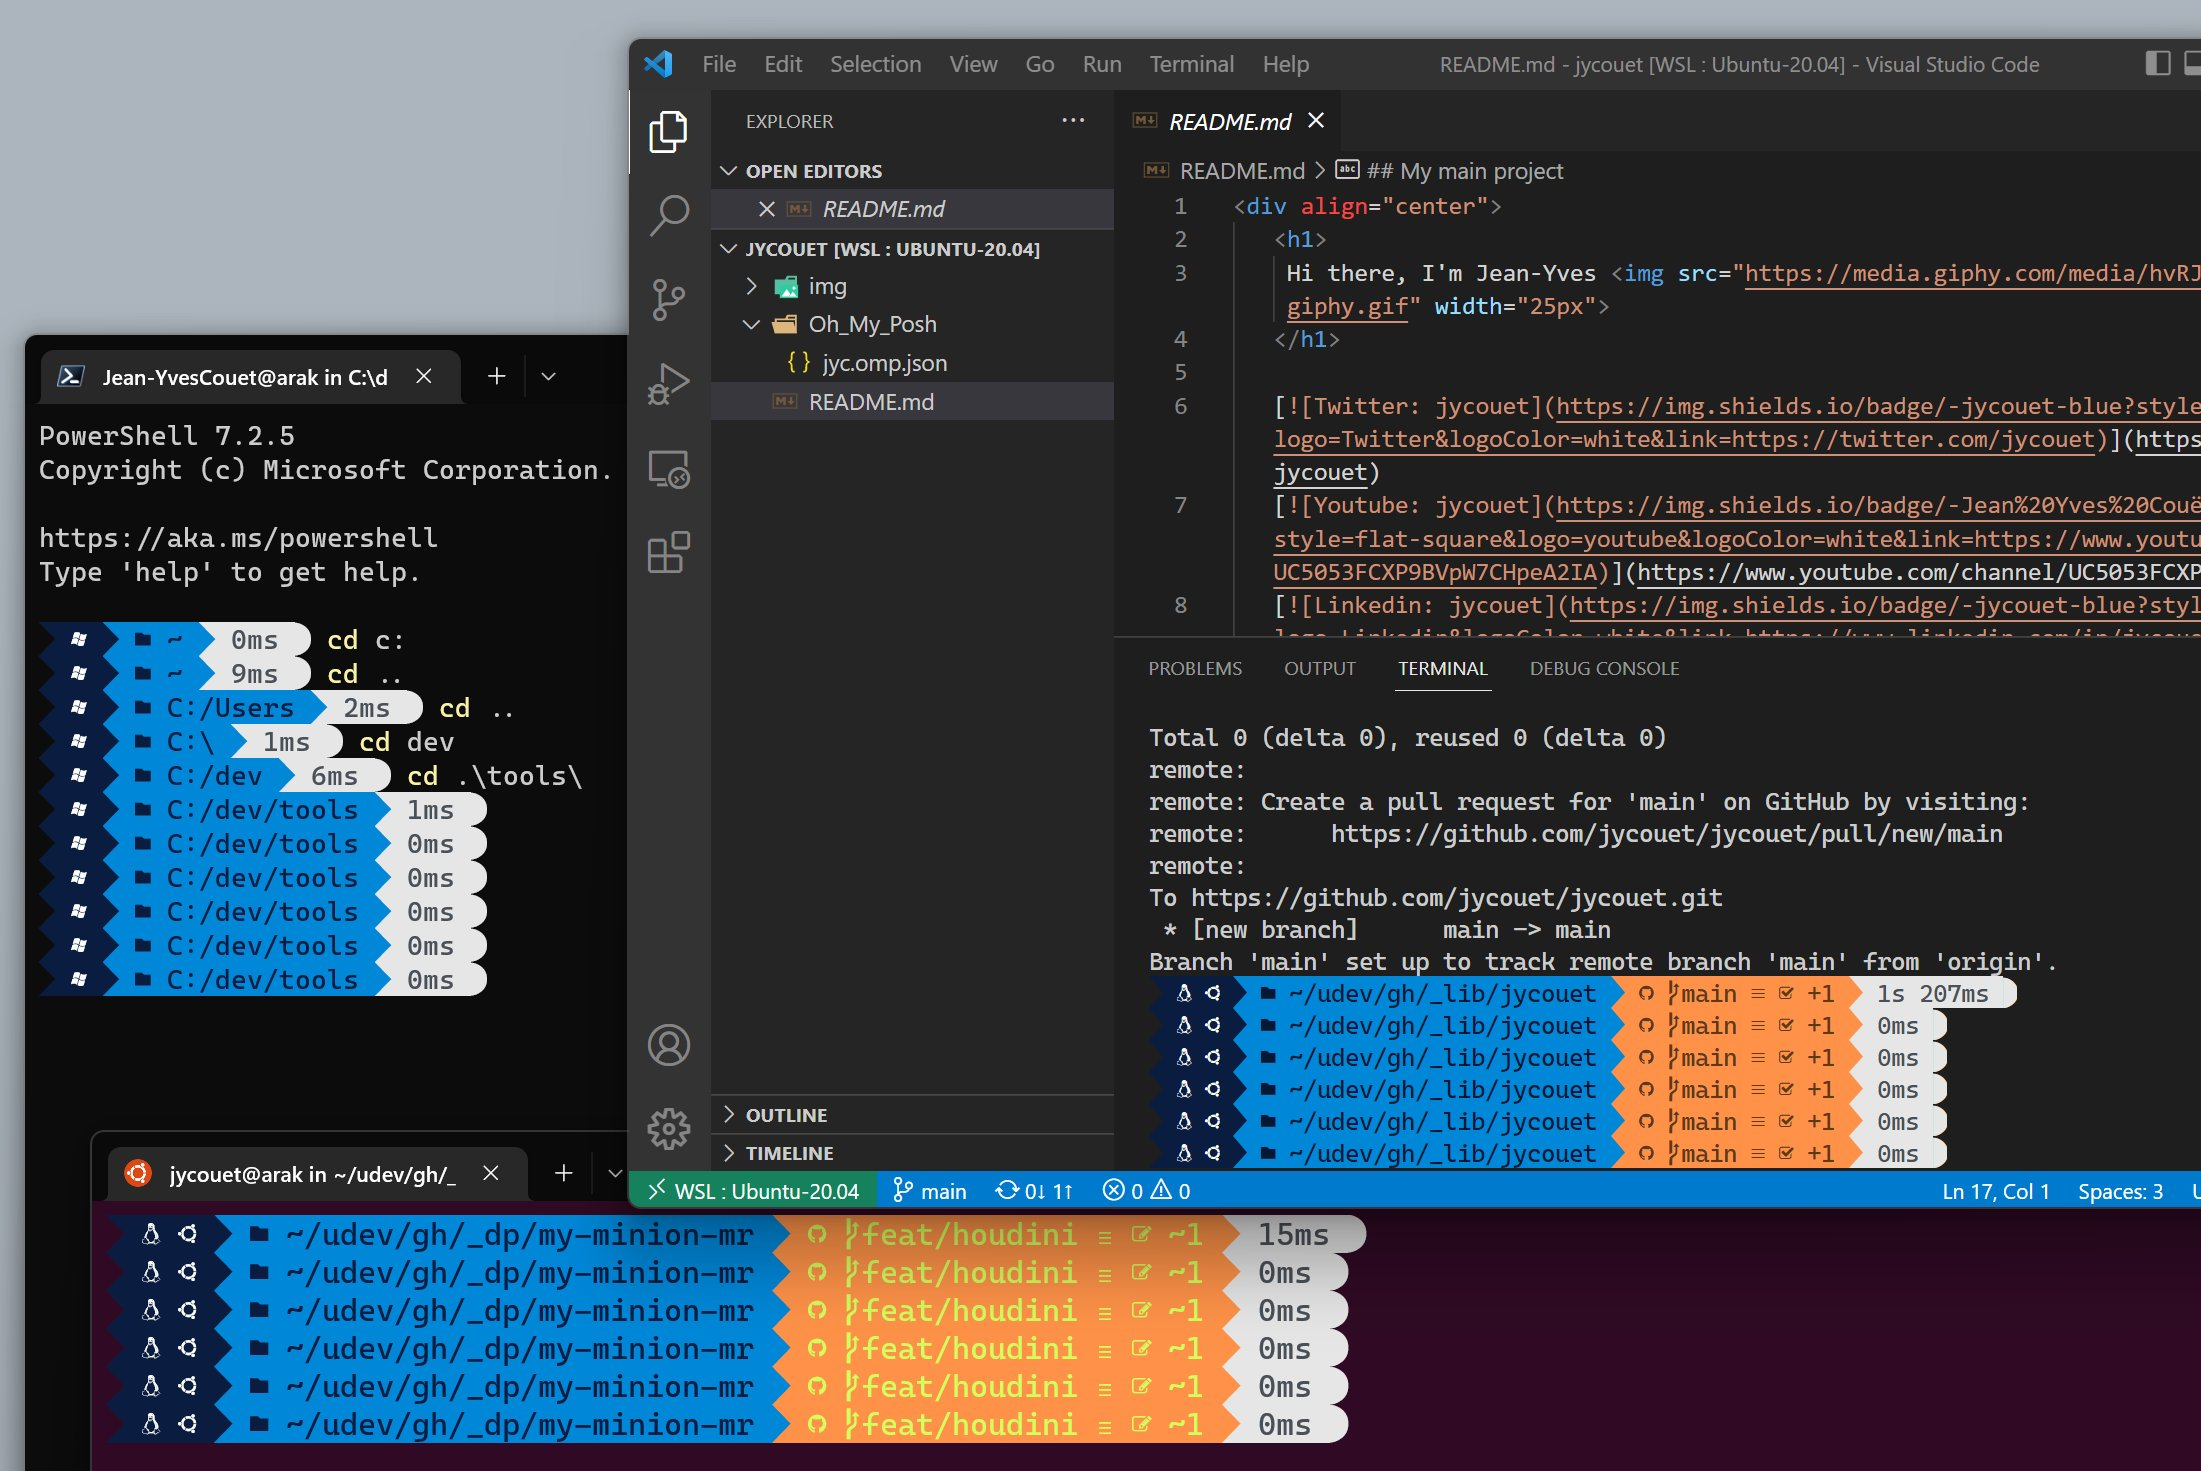 File Edit Selection View Go Run Terminal Help
README.md - jycouet [WSL : Ubuntu-20.04] - Visual Studio Code
EXPLORER
OPEN EDITORS
README.md
JYCOUET [WSL : UBUNTU-20.04]
img
Oh_My_Posh
{ } jyc.omp.json
README.md
OUTLINE
TIMELINE
README.md
README.md > ## My main project
1 <div align="center">
2 <h1>
3 Hi there, I'm Jean-Yves <img src="https://media.giphy.com/media/hvRJ
giphy.gif" width="25px">
4 </h1>
5
6 [![Twitter: jycouet](https://img.shields.io/badge/-jycouet-blue?style
logo=Twitter&logoColor=white&link=https://twitter.com/jycouet)](https
jycouet)
7 [![Youtube: jycouet](https://img.shields.io/badge/-Jean%20Yves%20Couë
style=flat-square&logo=youtube&logoColor=white&link=https://www.youtu
UC5053FCXP9BVpW7CHpeA2IA)](https://www.youtube.com/channel/UC5053FCXP
8 [![Linkedin: jycouet](https://img.shields.io/badge/-jycouet-blue?styl
PROBLEMS OUTPUT TERMINAL DEBUG CONSOLE
Total 0 (delta 0), reused 0 (delta 0)
remote:
remote: Create a pull request for 'main' on GitHub by visiting:
remote: https://github.com/jycouet/jycouet/pull/new/main
remote:
To https://github.com/jycouet/jycouet.git
* [new branch] main -> main
Branch 'main' set up to track remote branch 'main' from 'origin'.
~/udev/gh/_lib/jycouet main ≡ +1 1s 207ms
~/udev/gh/_lib/jycouet main ≡ +1 0ms
~/udev/gh/_lib/jycouet main ≡ +1 0ms
~/udev/gh/_lib/jycouet main ≡ +1 0ms
~/udev/gh/_lib/jycouet main ≡ +1 0ms
~/udev/gh/_lib/jycouet main ≡ +1 0ms
WSL : Ubuntu-20.04 main 0↓ 1↑ 0 0 Ln 17, Col 1 Spaces: 3
Jean-YvesCouet@arak in C:\d
PowerShell 7.2.5
Copyright (c) Microsoft Corporation.
https://aka.ms/powershell
Type 'help' to get help.
~ 0ms cd c:
~ 9ms cd ..
C:/Users 2ms cd ..
C:\ 1ms cd dev
C:/dev 6ms cd .\tools\
C:/dev/tools 1ms
C:/dev/tools 0ms
C:/dev/tools 0ms
C:/dev/tools 0ms
C:/dev/tools 0ms
C:/dev/tools 0ms
jycouet@arak in ~/udev/gh/_
~/udev/gh/_dp/my-minion-mr feat/houdini ≡ ~1 15ms
~/udev/gh/_dp/my-minion-mr feat/houdini ≡ ~1 0ms
~/udev/gh/_dp/my-minion-mr feat/houdini ≡ ~1 0ms
~/udev/gh/_dp/my-minion-mr feat/houdini ≡ ~1 0ms
~/udev/gh/_dp/my-minion-mr feat/houdini ≡ ~1 0ms
~/udev/gh/_dp/my-minion-mr feat/houdini ≡ ~1 0ms